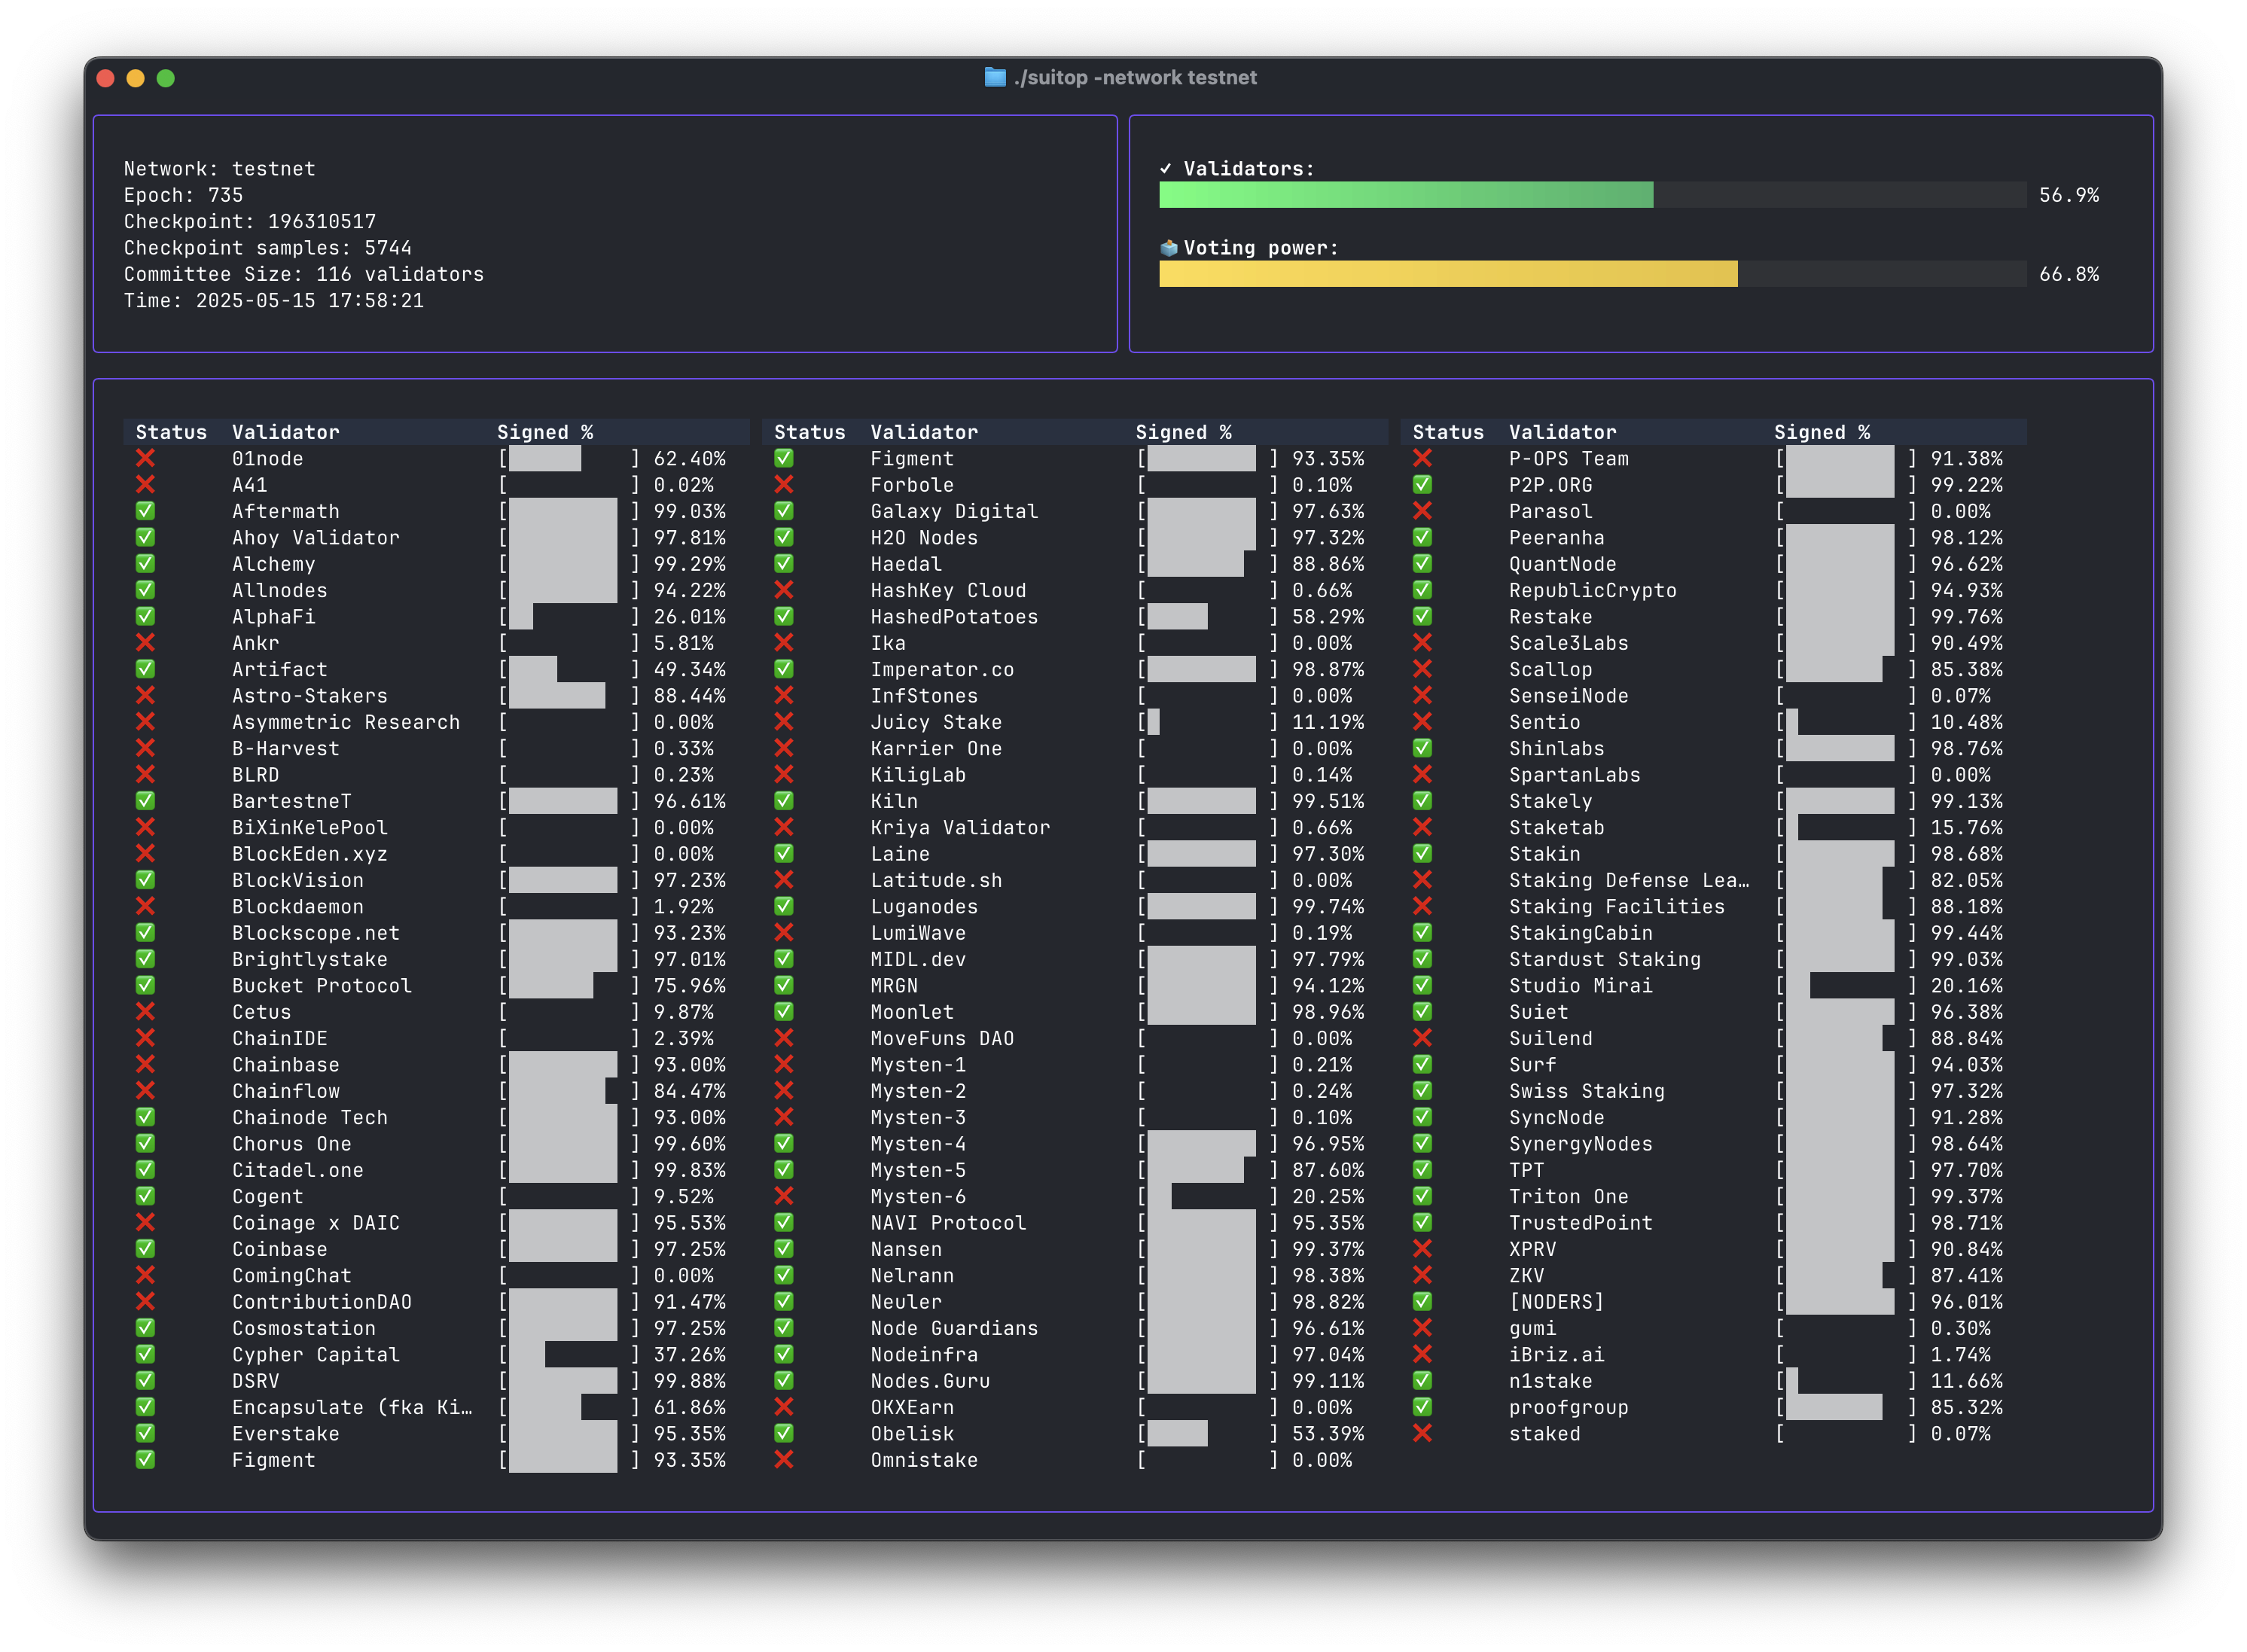 ./suitop -network testnet
Network: testnet
Epoch: 735
Checkpoint: 196310517
Checkpoint samples: 5744
Committee Size: 116 validators
Time: 2025-05-15 17:58:21
✓ Validators:
56.9%
🗳️ Voting power:
66.8%
Status Validator Signed % Status Validator Signed % Status Validator Signed %
❌ 01node [ ] 62.40% ✅ Figment [ ] 93.35% ❌ P-OPS Team [ ] 91.38%
❌ A41 [ ] 0.02% ❌ Forbole [ ] 0.10% ✅ P2P.ORG [ ] 99.22%
✅ Aftermath [ ] 99.03% ✅ Galaxy Digital [ ] 97.63% ❌ Parasol [ ] 0.00%
✅ Ahoy Validator [ ] 97.81% ✅ H2O Nodes [ ] 97.32% ✅ Peeranha [ ] 98.12%
✅ Alchemy [ ] 99.29% ✅ Haedal [ ] 88.86% ✅ QuantNode [ ] 96.62%
✅ Allnodes [ ] 94.22% ❌ HashKey Cloud [ ] 0.66% ✅ RepublicCrypto [ ] 94.93%
✅ AlphaFi [ ] 26.01% ✅ HashedPotatoes [ ] 58.29% ✅ Restake [ ] 99.76%
❌ Ankr [ ] 5.81% ❌ Ika [ ] 0.00% ❌ Scale3Labs [ ] 90.49%
✅ Artifact [ ] 49.34% ✅ Imperator.co [ ] 98.87% ❌ Scallop [ ] 85.38%
❌ Astro-Stakers [ ] 88.44% ❌ InfStones [ ] 0.00% ❌ SenseiNode [ ] 0.07%
❌ Asymmetric Research [ ] 0.00% ❌ Juicy Stake [ ] 11.19% ❌ Sentio [ ] 10.48%
❌ B-Harvest [ ] 0.33% ❌ Karrier One [ ] 0.00% ✅ Shinlabs [ ] 98.76%
❌ BLRD [ ] 0.23% ❌ KiligLab [ ] 0.14% ❌ SpartanLabs [ ] 0.00%
✅ BartestneT [ ] 96.61% ✅ Kiln [ ] 99.51% ✅ Stakely [ ] 99.13%
❌ BiXinKelePool [ ] 0.00% ❌ Kriya Validator [ ] 0.66% ❌ Staketab [ ] 15.76%
❌ BlockEden.xyz [ ] 0.00% ✅ Laine [ ] 97.30% ✅ Stakin [ ] 98.68%
✅ BlockVision [ ] 97.23% ❌ Latitude.sh [ ] 0.00% ❌ Staking Defense Lea… [ ] 82.05%
❌ Blockdaemon [ ] 1.92% ✅ Luganodes [ ] 99.74% ❌ Staking Facilities [ ] 88.18%
✅ Blockscope.net [ ] 93.23% ❌ LumiWave [ ] 0.19% ✅ StakingCabin [ ] 99.44%
✅ Brightlystake [ ] 97.01% ✅ MIDL.dev [ ] 97.79% ✅ Stardust Staking [ ] 99.03%
✅ Bucket Protocol [ ] 75.96% ✅ MRGN [ ] 94.12% ✅ Studio Mirai [ ] 20.16%
❌ Cetus [ ] 9.87% ✅ Moonlet [ ] 98.96% ✅ Suiet [ ] 96.38%
❌ ChainIDE [ ] 2.39% ❌ MoveFuns DAO [ ] 0.00% ❌ Suilend [ ] 88.84%
❌ Chainbase [ ] 93.00% ❌ Mysten-1 [ ] 0.21% ✅ Surf [ ] 94.03%
❌ Chainflow [ ] 84.47% ❌ Mysten-2 [ ] 0.24% ✅ Swiss Staking [ ] 97.32%
✅ Chainode Tech [ ] 93.00% ❌ Mysten-3 [ ] 0.10% ✅ SyncNode [ ] 91.28%
✅ Chorus One [ ] 99.60% ✅ Mysten-4 [ ] 96.95% ✅ SynergyNodes [ ] 98.64%
✅ Citadel.one [ ] 99.83% ✅ Mysten-5 [ ] 87.60% ✅ TPT [ ] 97.70%
✅ Cogent [ ] 9.52% ❌ Mysten-6 [ ] 20.25% ✅ Triton One [ ] 99.37%
❌ Coinage x DAIC [ ] 95.53% ✅ NAVI Protocol [ ] 95.35% ✅ TrustedPoint [ ] 98.71%
✅ Coinbase [ ] 97.25% ✅ Nansen [ ] 99.37% ❌ XPRV [ ] 90.84%
❌ ComingChat [ ] 0.00% ✅ Nelrann [ ] 98.38% ❌ ZKV [ ] 87.41%
❌ ContributionDAO [ ] 91.47% ✅ Neuler [ ] 98.82% ✅ [NODERS] [ ] 96.01%
✅ Cosmostation [ ] 97.25% ✅ Node Guardians [ ] 96.61% ❌ gumi [ ] 0.30%
✅ Cypher Capital [ ] 37.26% ✅ Nodeinfra [ ] 97.04% ❌ iBriz.ai [ ] 1.74%
✅ DSRV [ ] 99.88% ✅ Nodes.Guru [ ] 99.11% ✅ n1stake [ ] 11.66%
✅ Encapsulate (fka Ki… [ ] 61.86% ❌ OKXEarn [ ] 0.00% ✅ proofgroup [ ] 85.32%
✅ Everstake [ ] 95.35% ✅ Obelisk [ ] 53.39% ❌ staked [ ] 0.07%
✅ Figment [ ] 93.35% ❌ Omnistake [ ] 0.00%